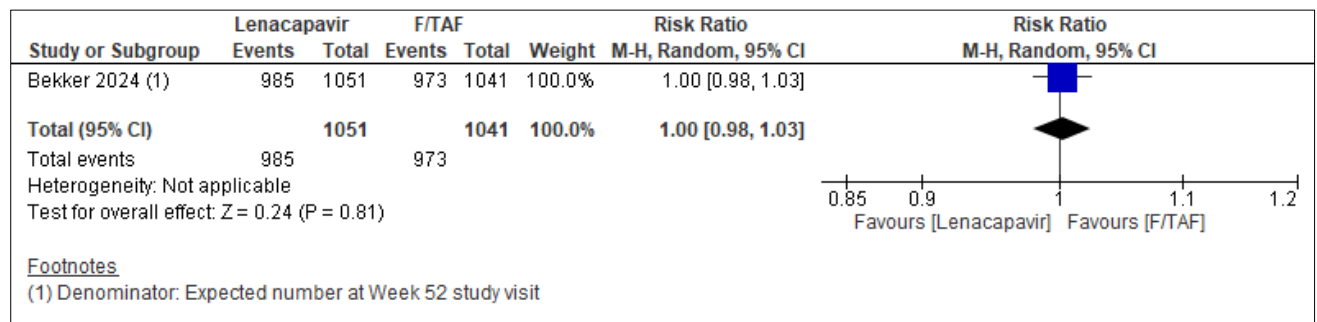 Lenacapavir F/TAF Risk Ratio Risk Ratio
Study or Subgroup Events Total Events Total Weight M-H, Random, 95% CI M-H, Random, 95% CI
Bekker 2024 (1) 985 1051 973 1041 100.0% 1.00 [0.98, 1.03]
Total (95% CI) 1051 1041 100.0% 1.00 [0.98, 1.03]
Total events 985 973
Heterogeneity: Not applicable
Test for overall effect: Z = 0.24 (P = 0.81)
0.85 0.9 1 1.1 1.2
Favours [Lenacapavir] Favours [F/TAF]
Footnotes
(1) Denominator: Expected number at Week 52 study visit